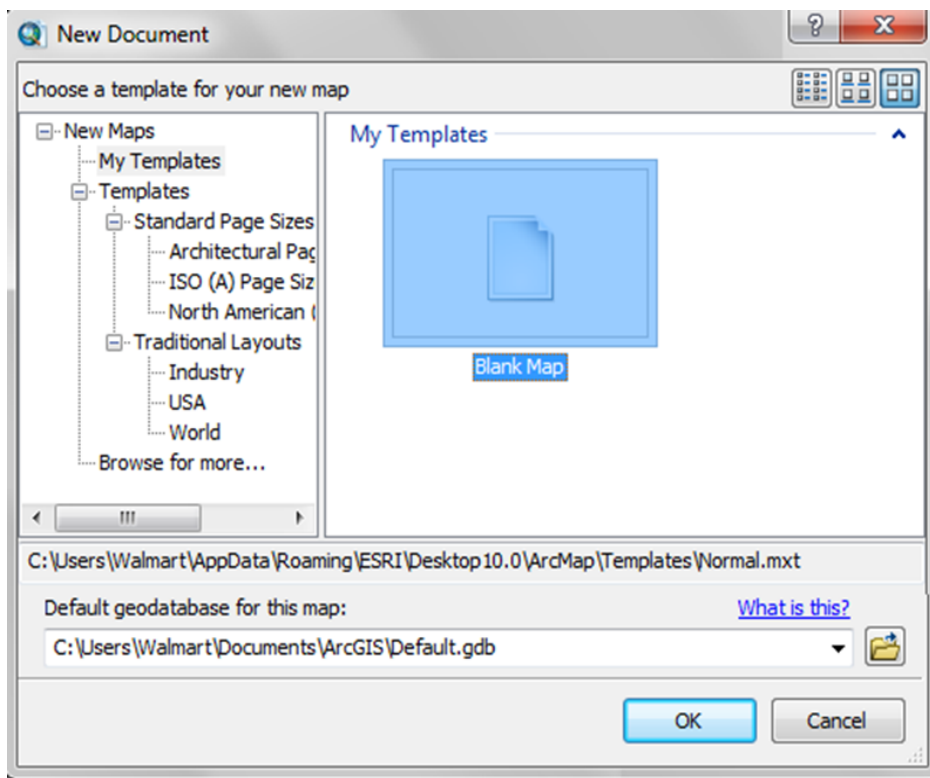 New Document
Choose a template for your new map
New Maps
My Templates
Templates
Standard Page Sizes
Architectural Pag
ISO (A) Page Siz
North American (
Traditional Layouts
Industry
USA
World
Browse for more...
My Templates
Blank Map
C:\Users\Walmart\AppData\Roaming\ESRI\Desktop10.0\ArcMap\Templates\Normal.mxt
Default geodatabase for this map: What is this?
C:\Users\Walmart\Documents\ArcGIS\Default.gdb
OK Cancel